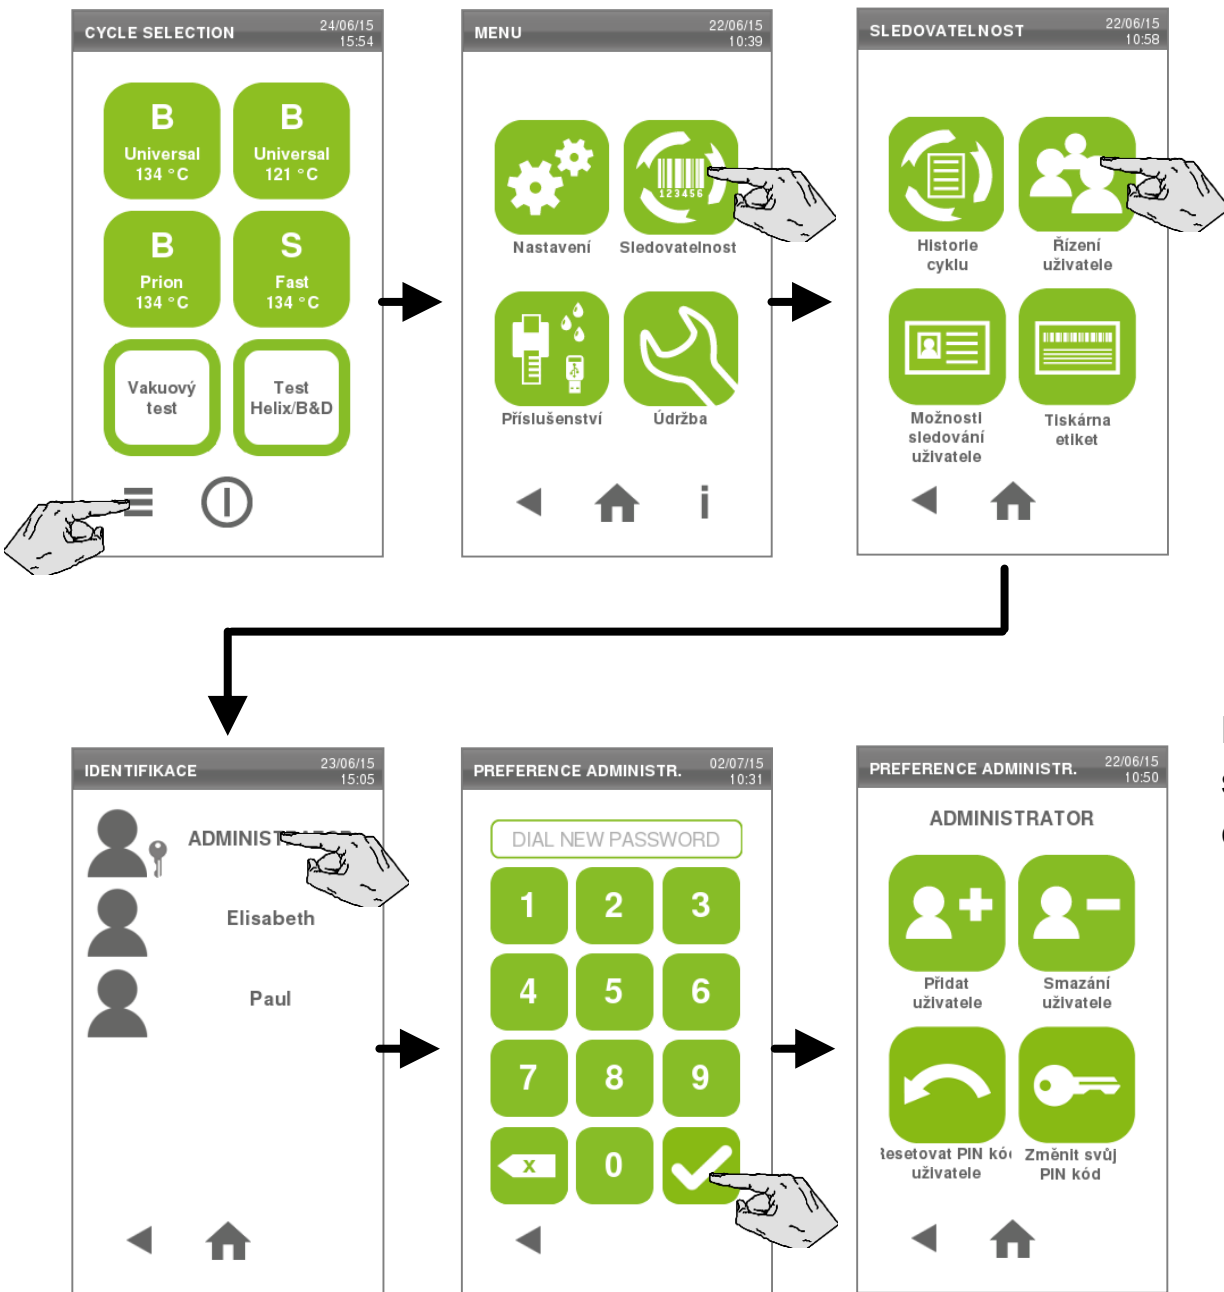 CYCLE SELECTION
24/06/15
15:54
B
Universal
134 °C
B
Universal
121 °C
B
Prion
134 °C
S
Fast
134 °C
Vakuový
test
Test
Helix/B&D
MENU
22/06/15
10:39
123456
Nastavení
Sledovatelnost
Příslušenství
Údržba
i
SLEDOVATELNOST
22/06/15
10:58
Historie
cyklu
Řízení
uživatele
Možnosti
sledování
uživatele
Tiskárna
etiket
IDENTIFIKACE
23/06/15
15:05
ADMINIST
Elisabeth
Paul
PREFERENCE ADMINISTR.
02/07/15
10:31
DIAL NEW PASSWORD
1 2 3
4 5 6
7 8 9
x 0
PREFERENCE ADMINISTR.
22/06/15
10:50
ADMINISTRATOR
Přidat
uživatele
Smazání
uživatele
Resetovat PIN kó
uživatele
Změnit svůj
PIN kód